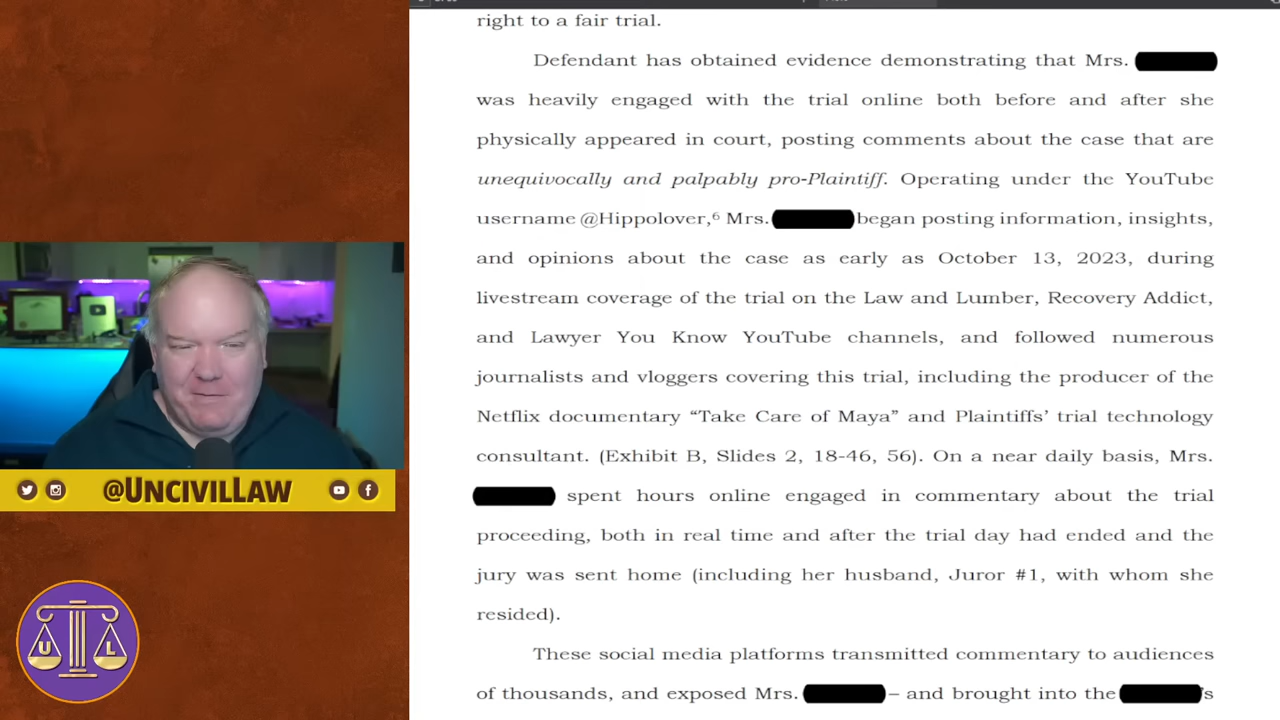 right to a fair trial.
Defendant has obtained evidence demonstrating that Mrs.
was heavily engaged with the trial online both before and after she
physically appeared in court, posting comments about the case that are
unequivocally and palpably pro-Plaintiff. Operating under the YouTube
username @Hippolover,⁶ Mrs. began posting information, insights,
and opinions about the case as early as October 13, 2023, during
livestream coverage of the trial on the Law and Lumber, Recovery Addict,
and Lawyer You Know YouTube channels, and followed numerous
journalists and vloggers covering this trial, including the producer of the
Netflix documentary “Take Care of Maya” and Plaintiffs’ trial technology
consultant. (Exhibit B, Slides 2, 18-46, 56). On a near daily basis, Mrs.
spent hours online engaged in commentary about the trial
proceeding, both in real time and after the trial day had ended and the
jury was sent home (including her husband, Juror #1, with whom she
resided).
These social media platforms transmitted commentary to audiences
of thousands, and exposed Mrs. – and brought into the 's
@UNCIVILLAW
U L